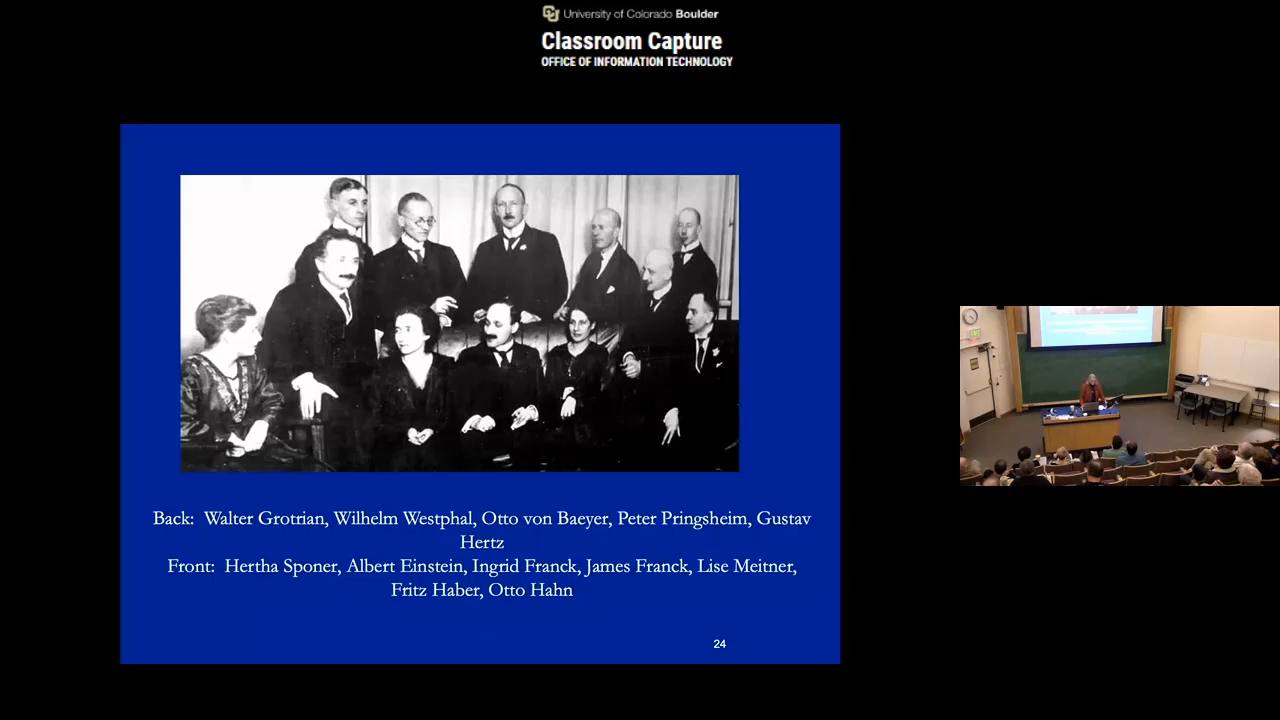 University of Colorado Boulder
Classroom Capture
OFFICE OF INFORMATION TECHNOLOGY
Back: Walter Grotrian, Wilhelm Westphal, Otto von Baeyer, Peter Pringsheim, Gustav
Hertz
Front: Hertha Sponer, Albert Einstein, Ingrid Franck, James Franck, Lise Meitner,
Fritz Haber, Otto Hahn
24